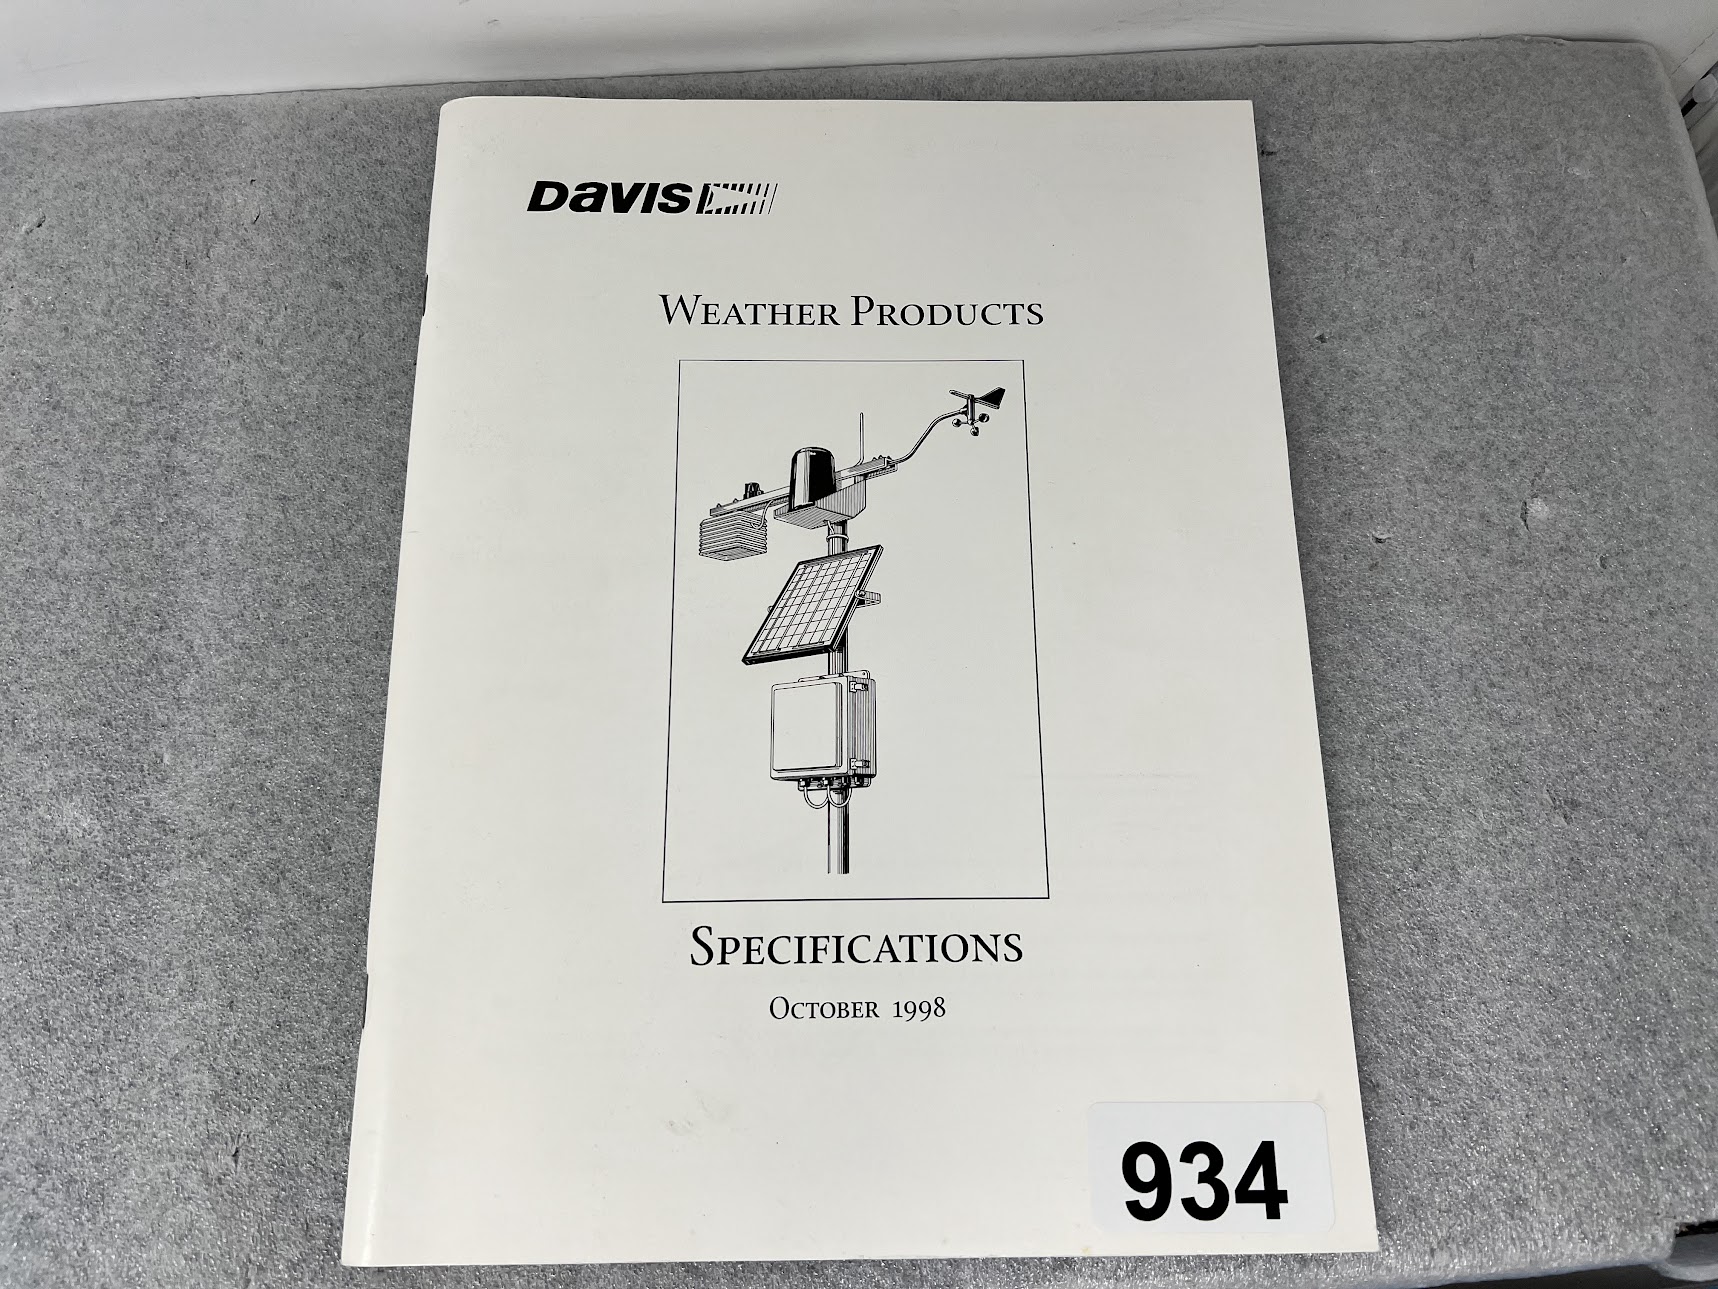 Davis
Weather Products
Specifications
October 1998
934